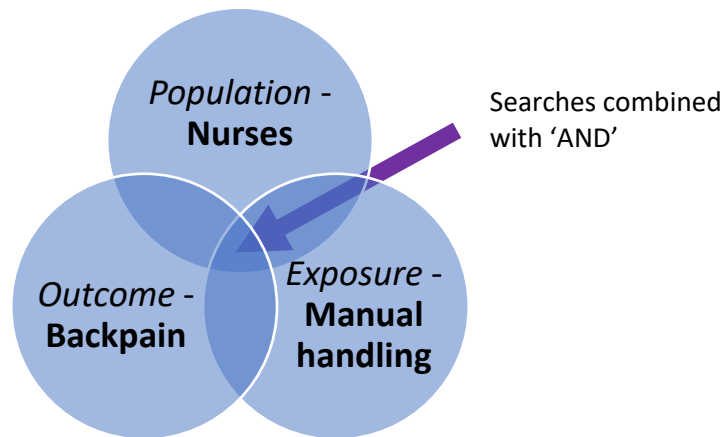 Population -
Nurses
Searches combined
with ‘AND’
Outcome -
Backpain
Exposure -
Manual
handling